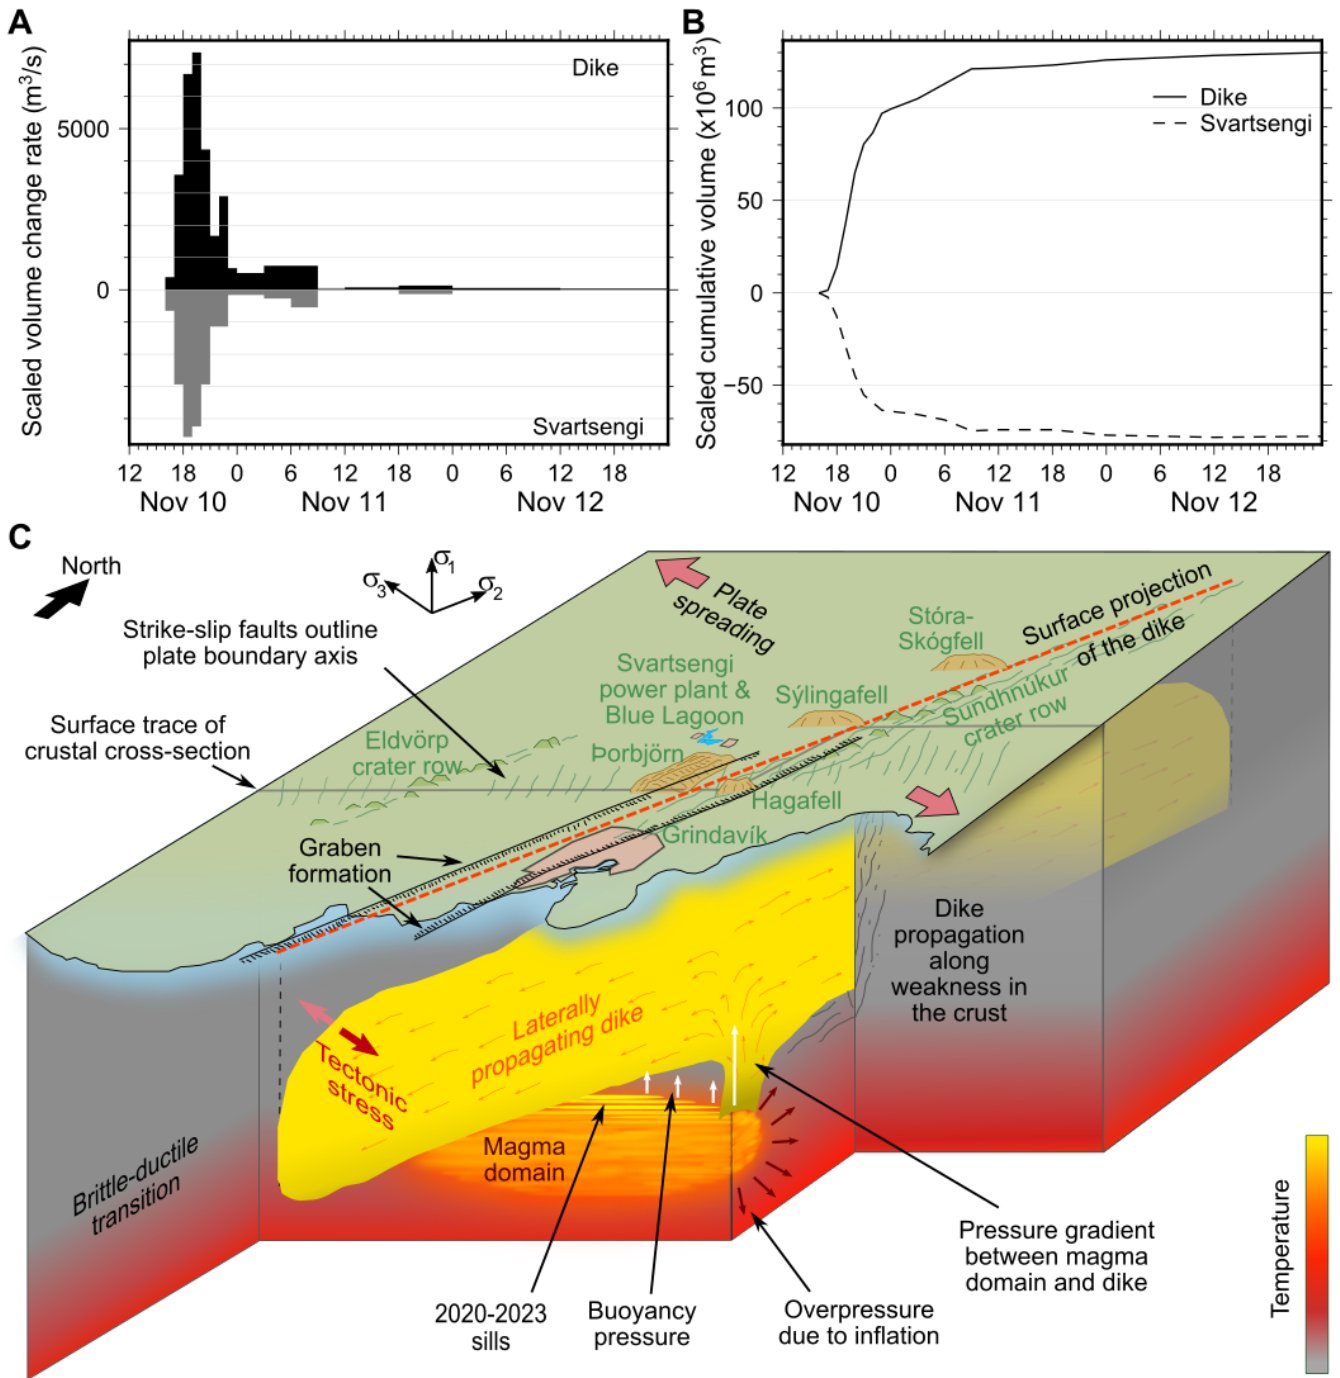 A
Scaled volume change rate (m³/s)
5000
0
Dike
Svartsengi
12 18 0 6 12 18 0 6 12 18
Nov 10 Nov 11 Nov 12
B
Scaled cumulative volume (x10⁶ m³)
100
50
0
−50
Dike
Svartsengi
12 18 0 6 12 18 0 6 12 18
Nov 10 Nov 11 Nov 12
C
North
σ₁
σ₂
σ₃
Strike-slip faults outline
plate boundary axis
Surface trace of
crustal cross-section
Plate
spreading
Stóra-
Skógfell
Surface projection
of the dike
Svartsengi
power plant &
Blue Lagoon
Sýlingafell
Sundhnúkur
crater row
Eldvörp
crater row
Þorbjörn
Hagafell
Grindavík
Graben
formation
Dike
propagation
along
weakness in
the crust
Laterally
propagating dike
Tectonic
stress
Magma
domain
Brittle-ductile
transition
2020-2023
sills
Buoyancy
pressure
Overpressure
due to inflation
Pressure gradient
between magma
domain and dike
Temperature